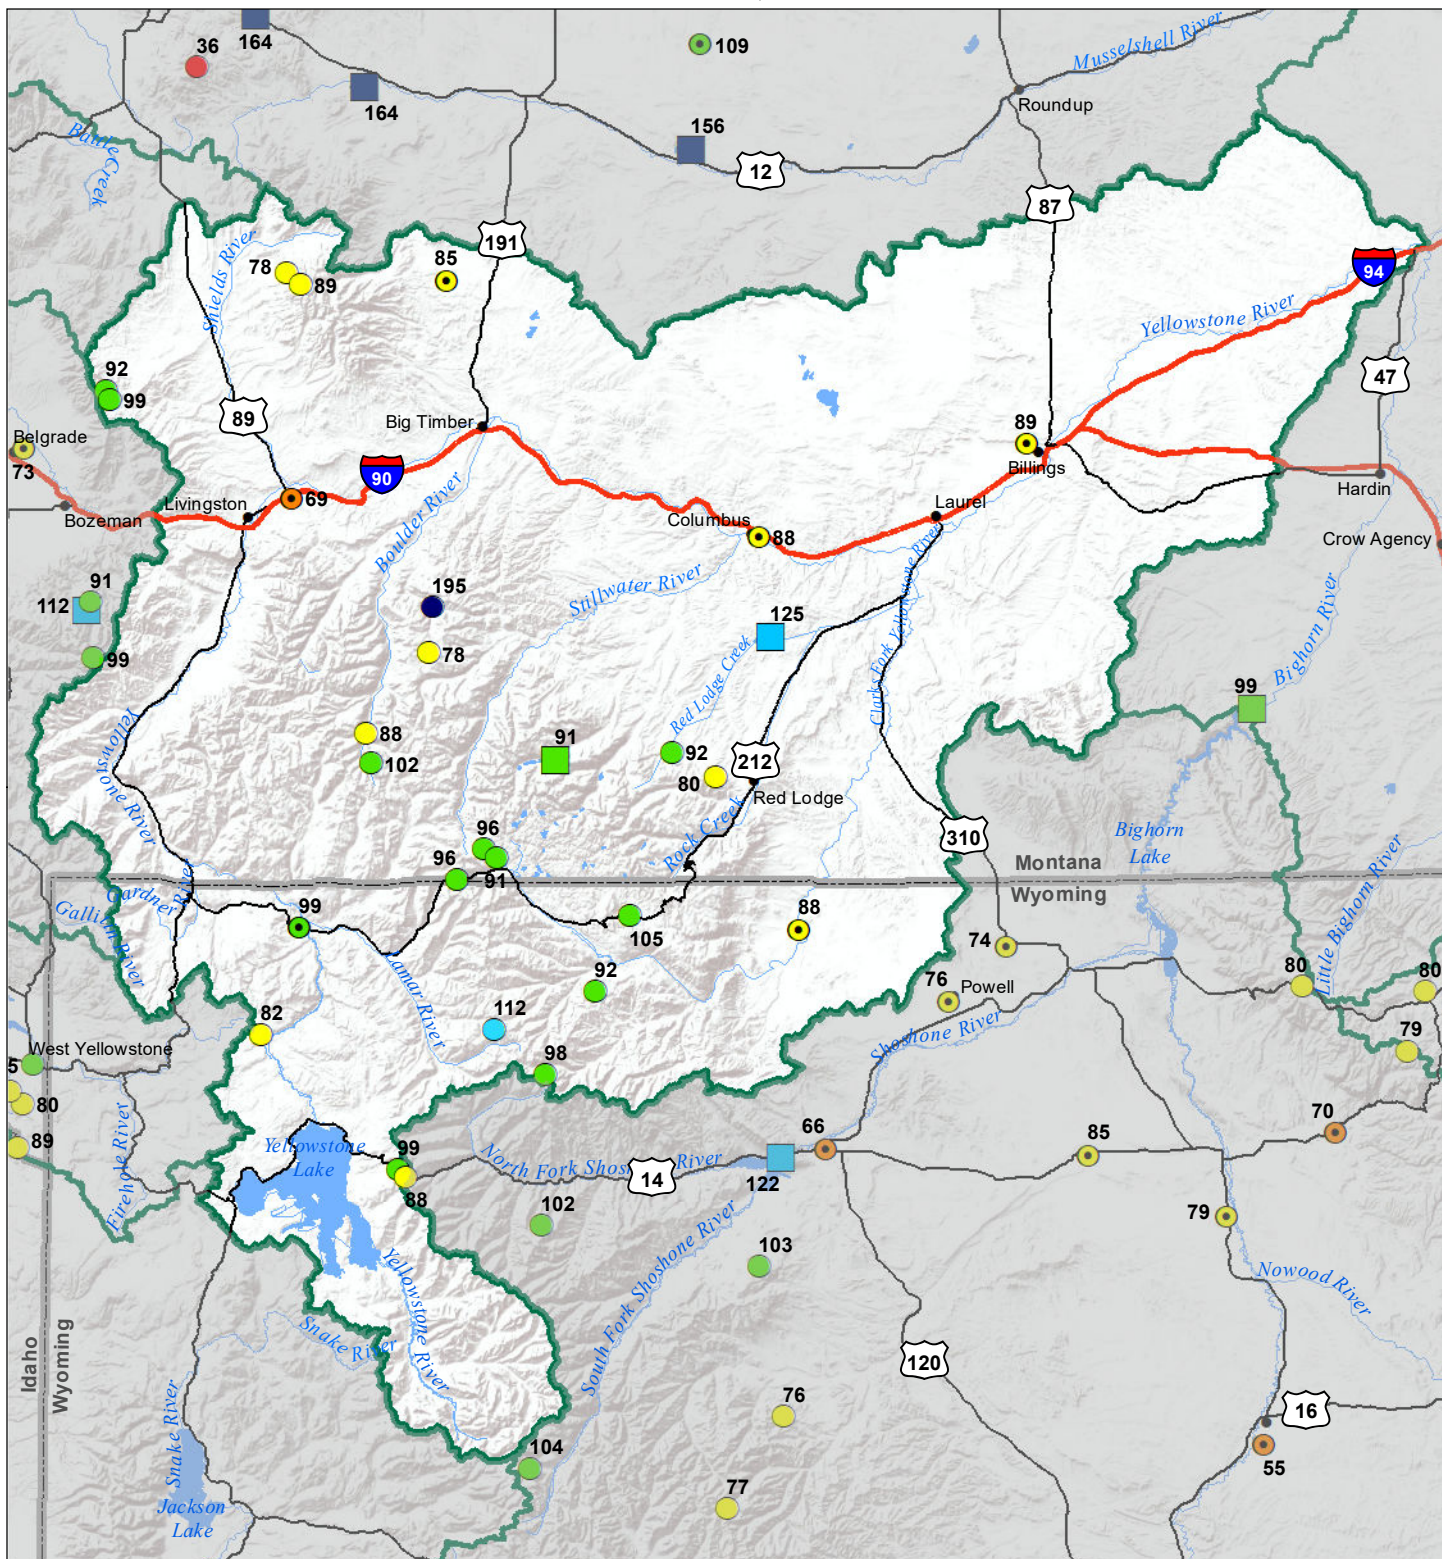 164
36
109
Musselshell River
164
Roundup
156
Battle Creek
12
87
191
Shields River
78
89
85
94
Yellowstone River
92
99
47
89
Big Timber
89
Belgrade
73
90
Billings
Livingston
69
Laurel
Hardin
Bozeman
Columbus
88
Crow Agency
Boulder River
Stillwater River
Clarks Fork Yellowstone River
91
112
195
125
Bighorn River
99
78
Red Lodge Creek
99
Yellowstone River
88
102
91
92
80
212
Red Lodge
Rock Creek
310
Bighorn
Lake
96
96
91
Montana
Wyoming
Little Bighorn River
Gardner River
Gallatin River
99
105
88
74
Lamar River
92
76
Powell
80
80
82
112
Shoshone River
79
West Yellowstone
98
5
80
89
Firehole River
Yellowstone
Lake
99
88
North Fork Shoshone River
14
122
66
85
70
102
South Fork Shoshone River
79
103
Yellowstone River
Nowood River
Snake River
Idaho
Wyoming
120
Snake River
76
16
104
55
77
Jackson
Lake